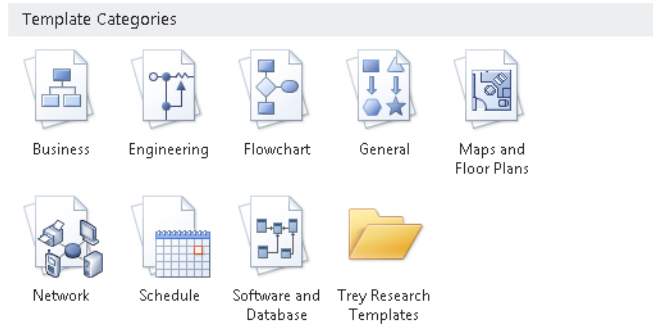 Template Categories
Business
Engineering
Flowchart
General
Maps and
Floor Plans
Network
Schedule
Software and
Database
Trey Research
Templates